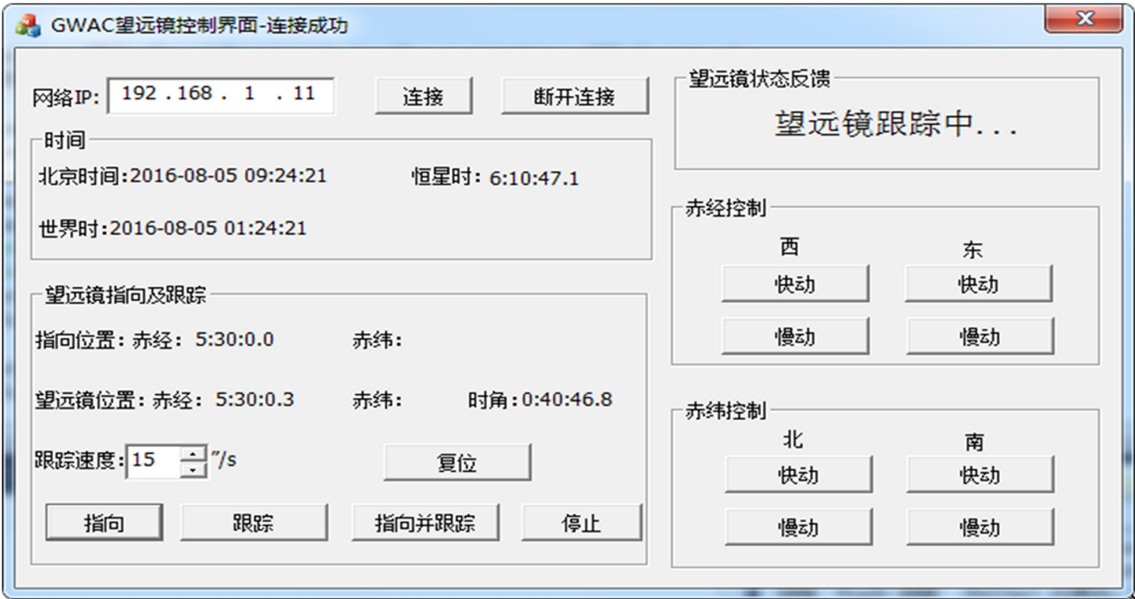 GWAC望远镜控制界面-连接成功
网络IP: 192 . 168 . 1 . 11 连接 断开连接
时间
北京时间:2016-08-05 09:24:21 恒星时: 6:10:47.1
世界时:2016-08-05 01:24:21
望远镜指向及跟踪
指向位置: 赤经: 5:30:0.0 赤纬:
望远镜位置: 赤经: 5:30:0.3 赤纬: 时角:0:40:46.8
跟踪速度: 15 ″/s 复位
指向 跟踪 指向并跟踪 停止
望远镜状态反馈
望远镜跟踪中...
赤经控制
西 东
快动 快动
慢动 慢动
赤纬控制
北 南
快动 快动
慢动 慢动